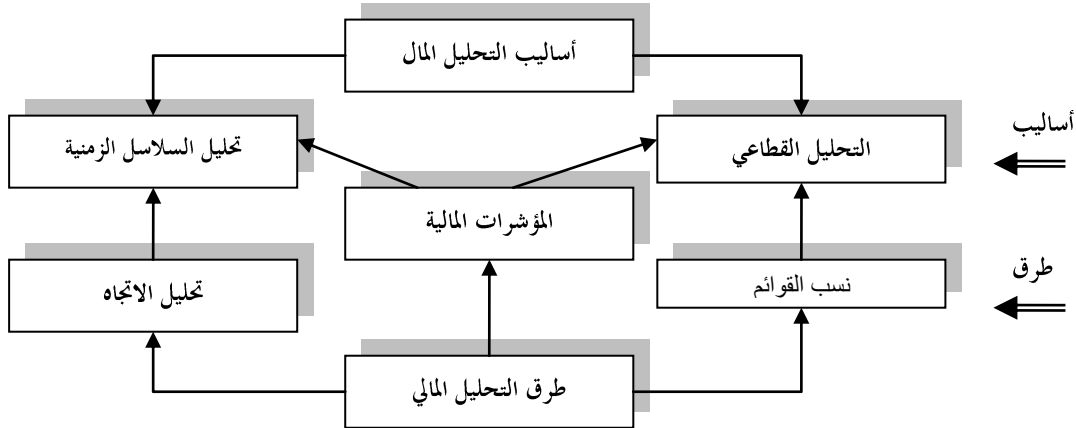 أساليب التحليل المال
أساليب
التحليل القطاعي
تحليل السلاسل الزمنية
المؤشرات المالية
طرق
نسب القوائم
تحليل الاتجاه
طرق التحليل المالي